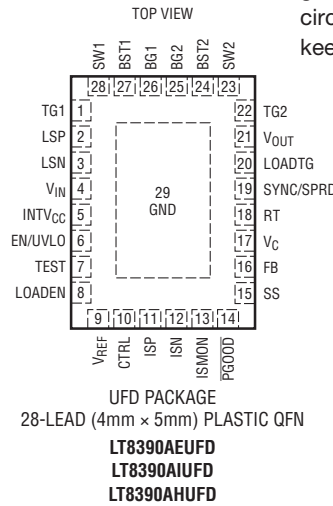 TOP VIEW
circ
keep
SW1
BST1
BG1
BG2
BST2
SW2
28
27
26
25
24
23
TG1 1
LSP 2
LSN 3
VIN 4
INTVCC 5
EN/UVLO 6
TEST 7
LOADEN 8
29
GND
22 TG2
21 VOUT
20 LOADTG
19 SYNC/SPRD
18 RT
17 VC
16 FB
15 SS
9
10
11
12
13
14
VREF
CTRL
ISP
ISN
ISMON
PGOOD
UFD PACKAGE
28-LEAD (4mm × 5mm) PLASTIC QFN
LT8390AEUFD
LT8390AIUFD
LT8390AHUFD